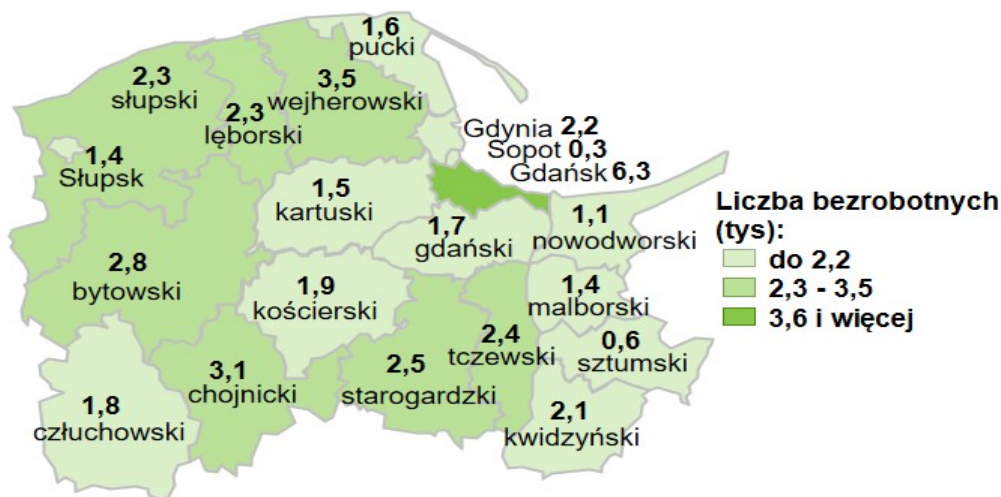 1,6
pucki
2,3
słupski
3,5
wejherowski
2,3
lęborski
Gdynia 2,2
Sopot 0,3
Gdańsk 6,3
1,4
Słupsk
1,5
kartuski
1,7
gdański
1,1
nowodworski
2,8
bytowski
1,9
kościerski
1,4
malborski
2,4
tczewski
0,6
sztumski
3,1
chojnicki
2,5
starogardzki
1,8
człuchowski
2,1
kwidzyński
Liczba bezrobotnych
(tys):
do 2,2
2,3 - 3,5
3,6 i więcej